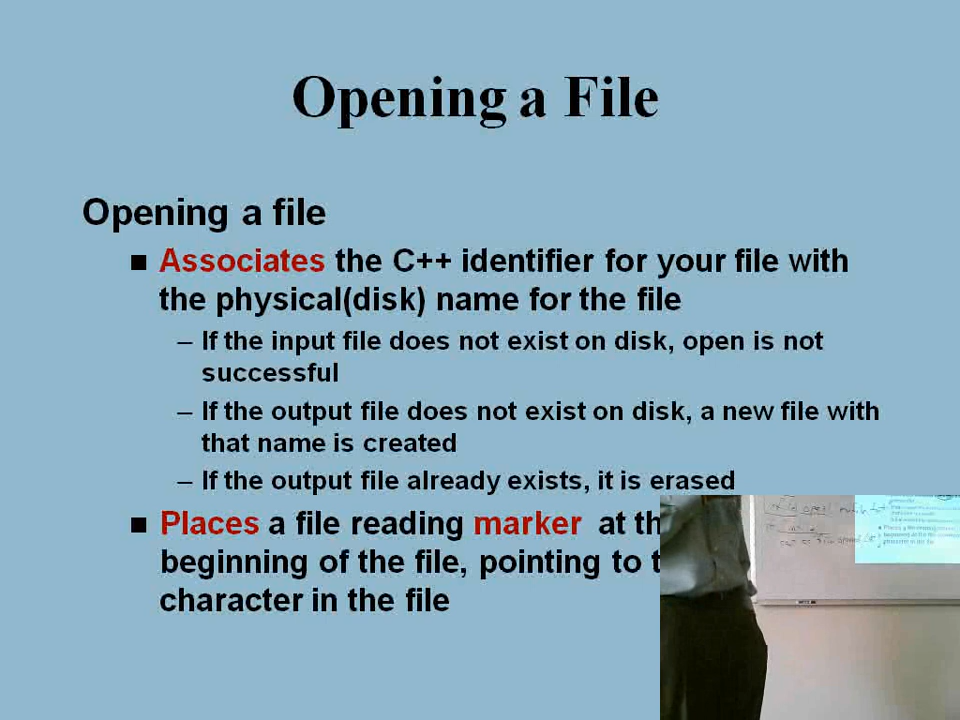 Opening a File
Opening a file
■ Associates the C++ identifier for your file with
the physical(disk) name for the file
– If the input file does not exist on disk, open is not
successful
– If the output file does not exist on disk, a new file with
that name is created
– If the output file already exists, it is erased
■ Places a file reading marker at th
beginning of the file, pointing to t
character in the file